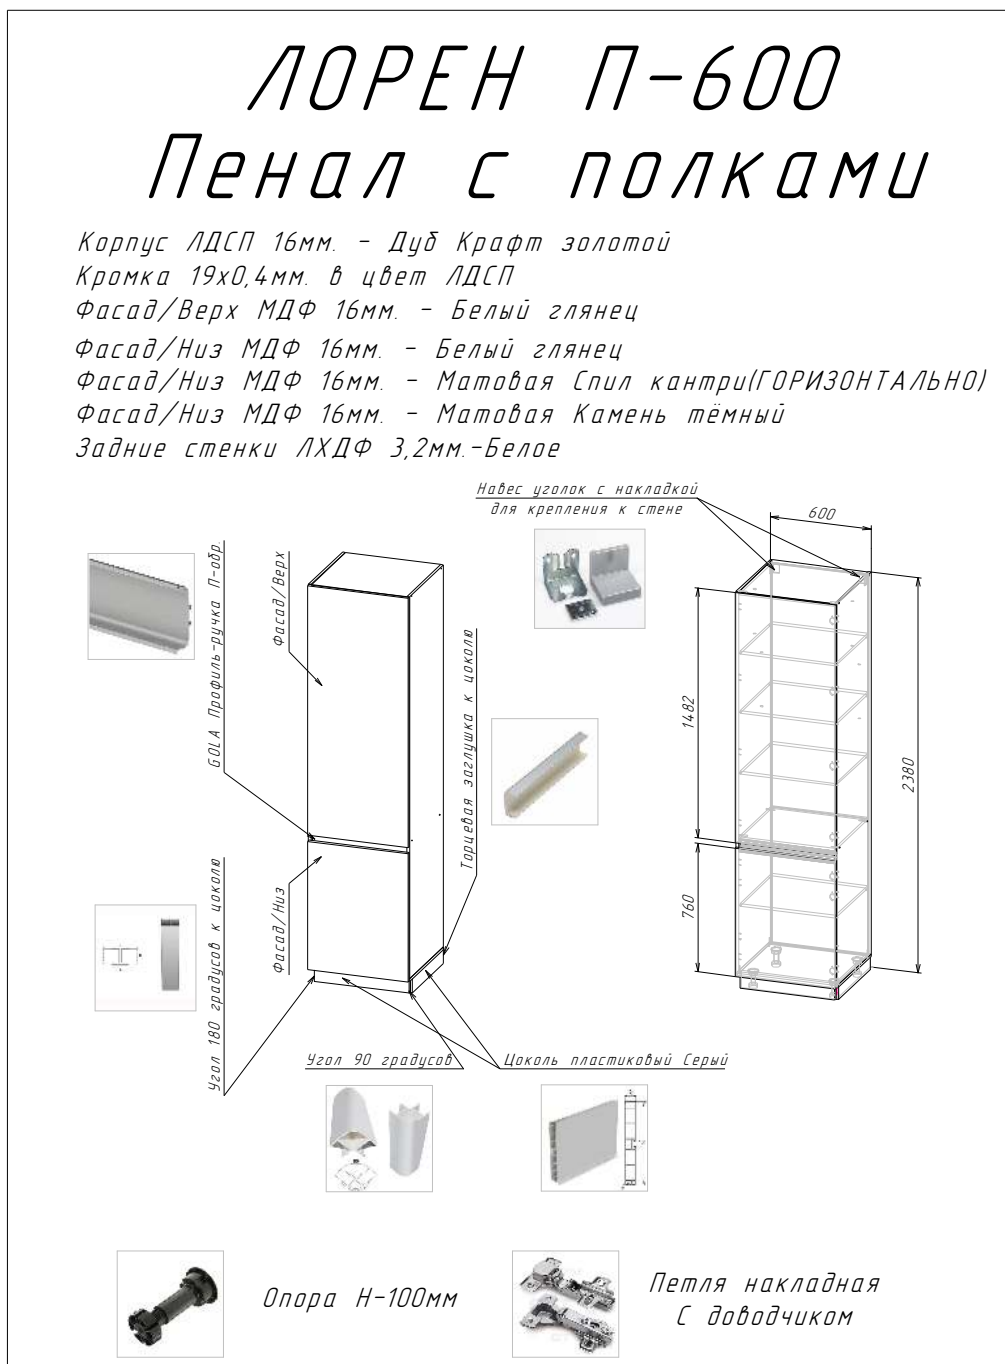 ЛОРЕН П-600
Пенал с полками
Корпус ЛДСП 16мм. - Дуб Крафт золотой
Кромка 19х0,4мм. в цвет ЛДСП
Фасад/Верх МДФ 16мм. - Белый глянец
Фасад/Низ МДФ 16мм. - Белый глянец
Фасад/Низ МДФ 16мм. - Матовая Спил кантри(ГОРИЗОНТАЛЬНО)
Фасад/Низ МДФ 16мм. - Матовая Камень тёмный
Задние стенки ЛХДФ 3,2мм.-Белое
Навес уголок с накладкой
для крепления к стене
600
GOLA Профиль-ручка П-обр.
Фасад/Верх
Торцевая заглушка к цоколю
1482
2380
760
Фасад/Низ
Угол 180 градусов к цоколю
Угол 90 градусов
Цоколь пластиковый Серый
Опора Н-100мм
Петля накладная
С доводчиком